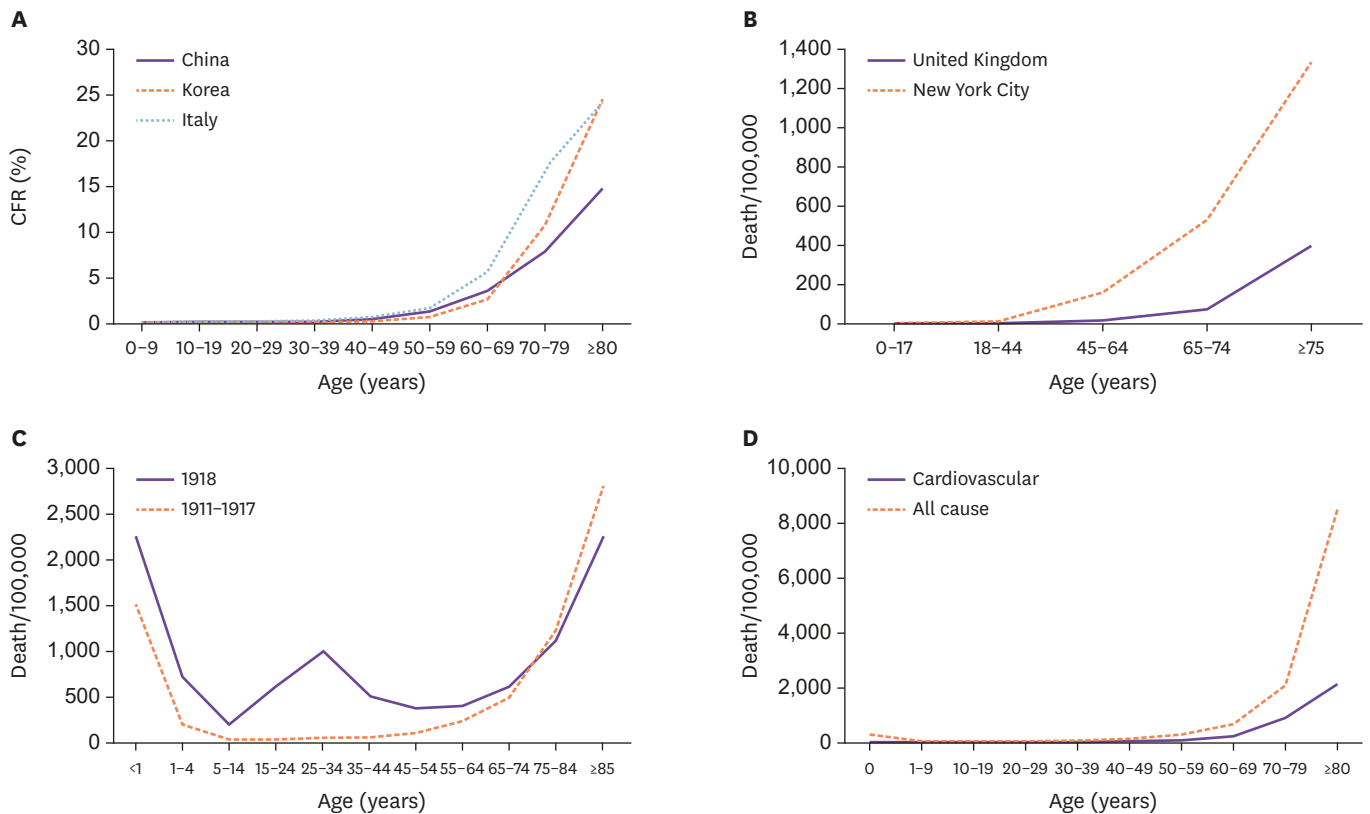 A
CFR (%)
30
25
20
15
10
5
0
China
Korea
Italy
0–9 10–19 20–29 30–39 40–49 50–59 60–69 70–79 ≥80
Age (years)
B
Death/100,000
1,400
1,200
1,000
800
600
400
200
0
United Kingdom
New York City
0–17 18–44 45–64 65–74 ≥75
Age (years)
C
Death/100,000
3,000
2,500
2,000
1,500
1,000
500
0
1918
1911–1917
<1 1–4 5–14 15–24 25–34 35–44 45–54 55–64 65–74 75–84 ≥85
Age (years)
D
Death/100,000
10,000
8,000
6,000
4,000
2,000
0
Cardiovascular
All cause
0 1–9 10–19 20–29 30–39 40–49 50–59 60–69 70–79 ≥80
Age (years)